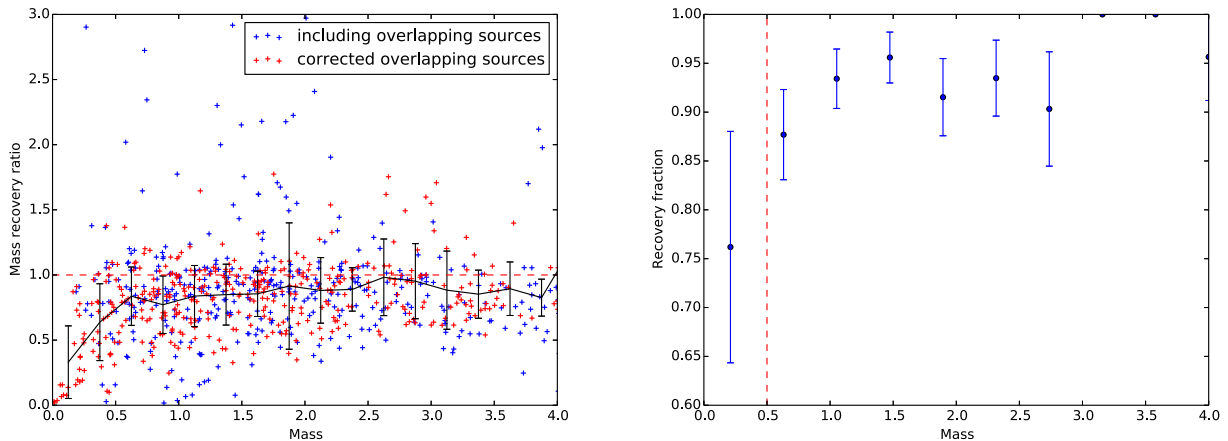 3.0
2.5
2.0
1.5
1.0
0.5
0.0
Mass recovery ratio
including overlapping sources
corrected overlapping sources
0.0 0.5 1.0 1.5 2.0 2.5 3.0 3.5 4.0
Mass
1.00
0.95
0.90
0.85
0.80
0.75
0.70
0.65
0.60
Recovery fraction
0.0 0.5 1.0 1.5 2.0 2.5 3.0 3.5 4.0
Mass